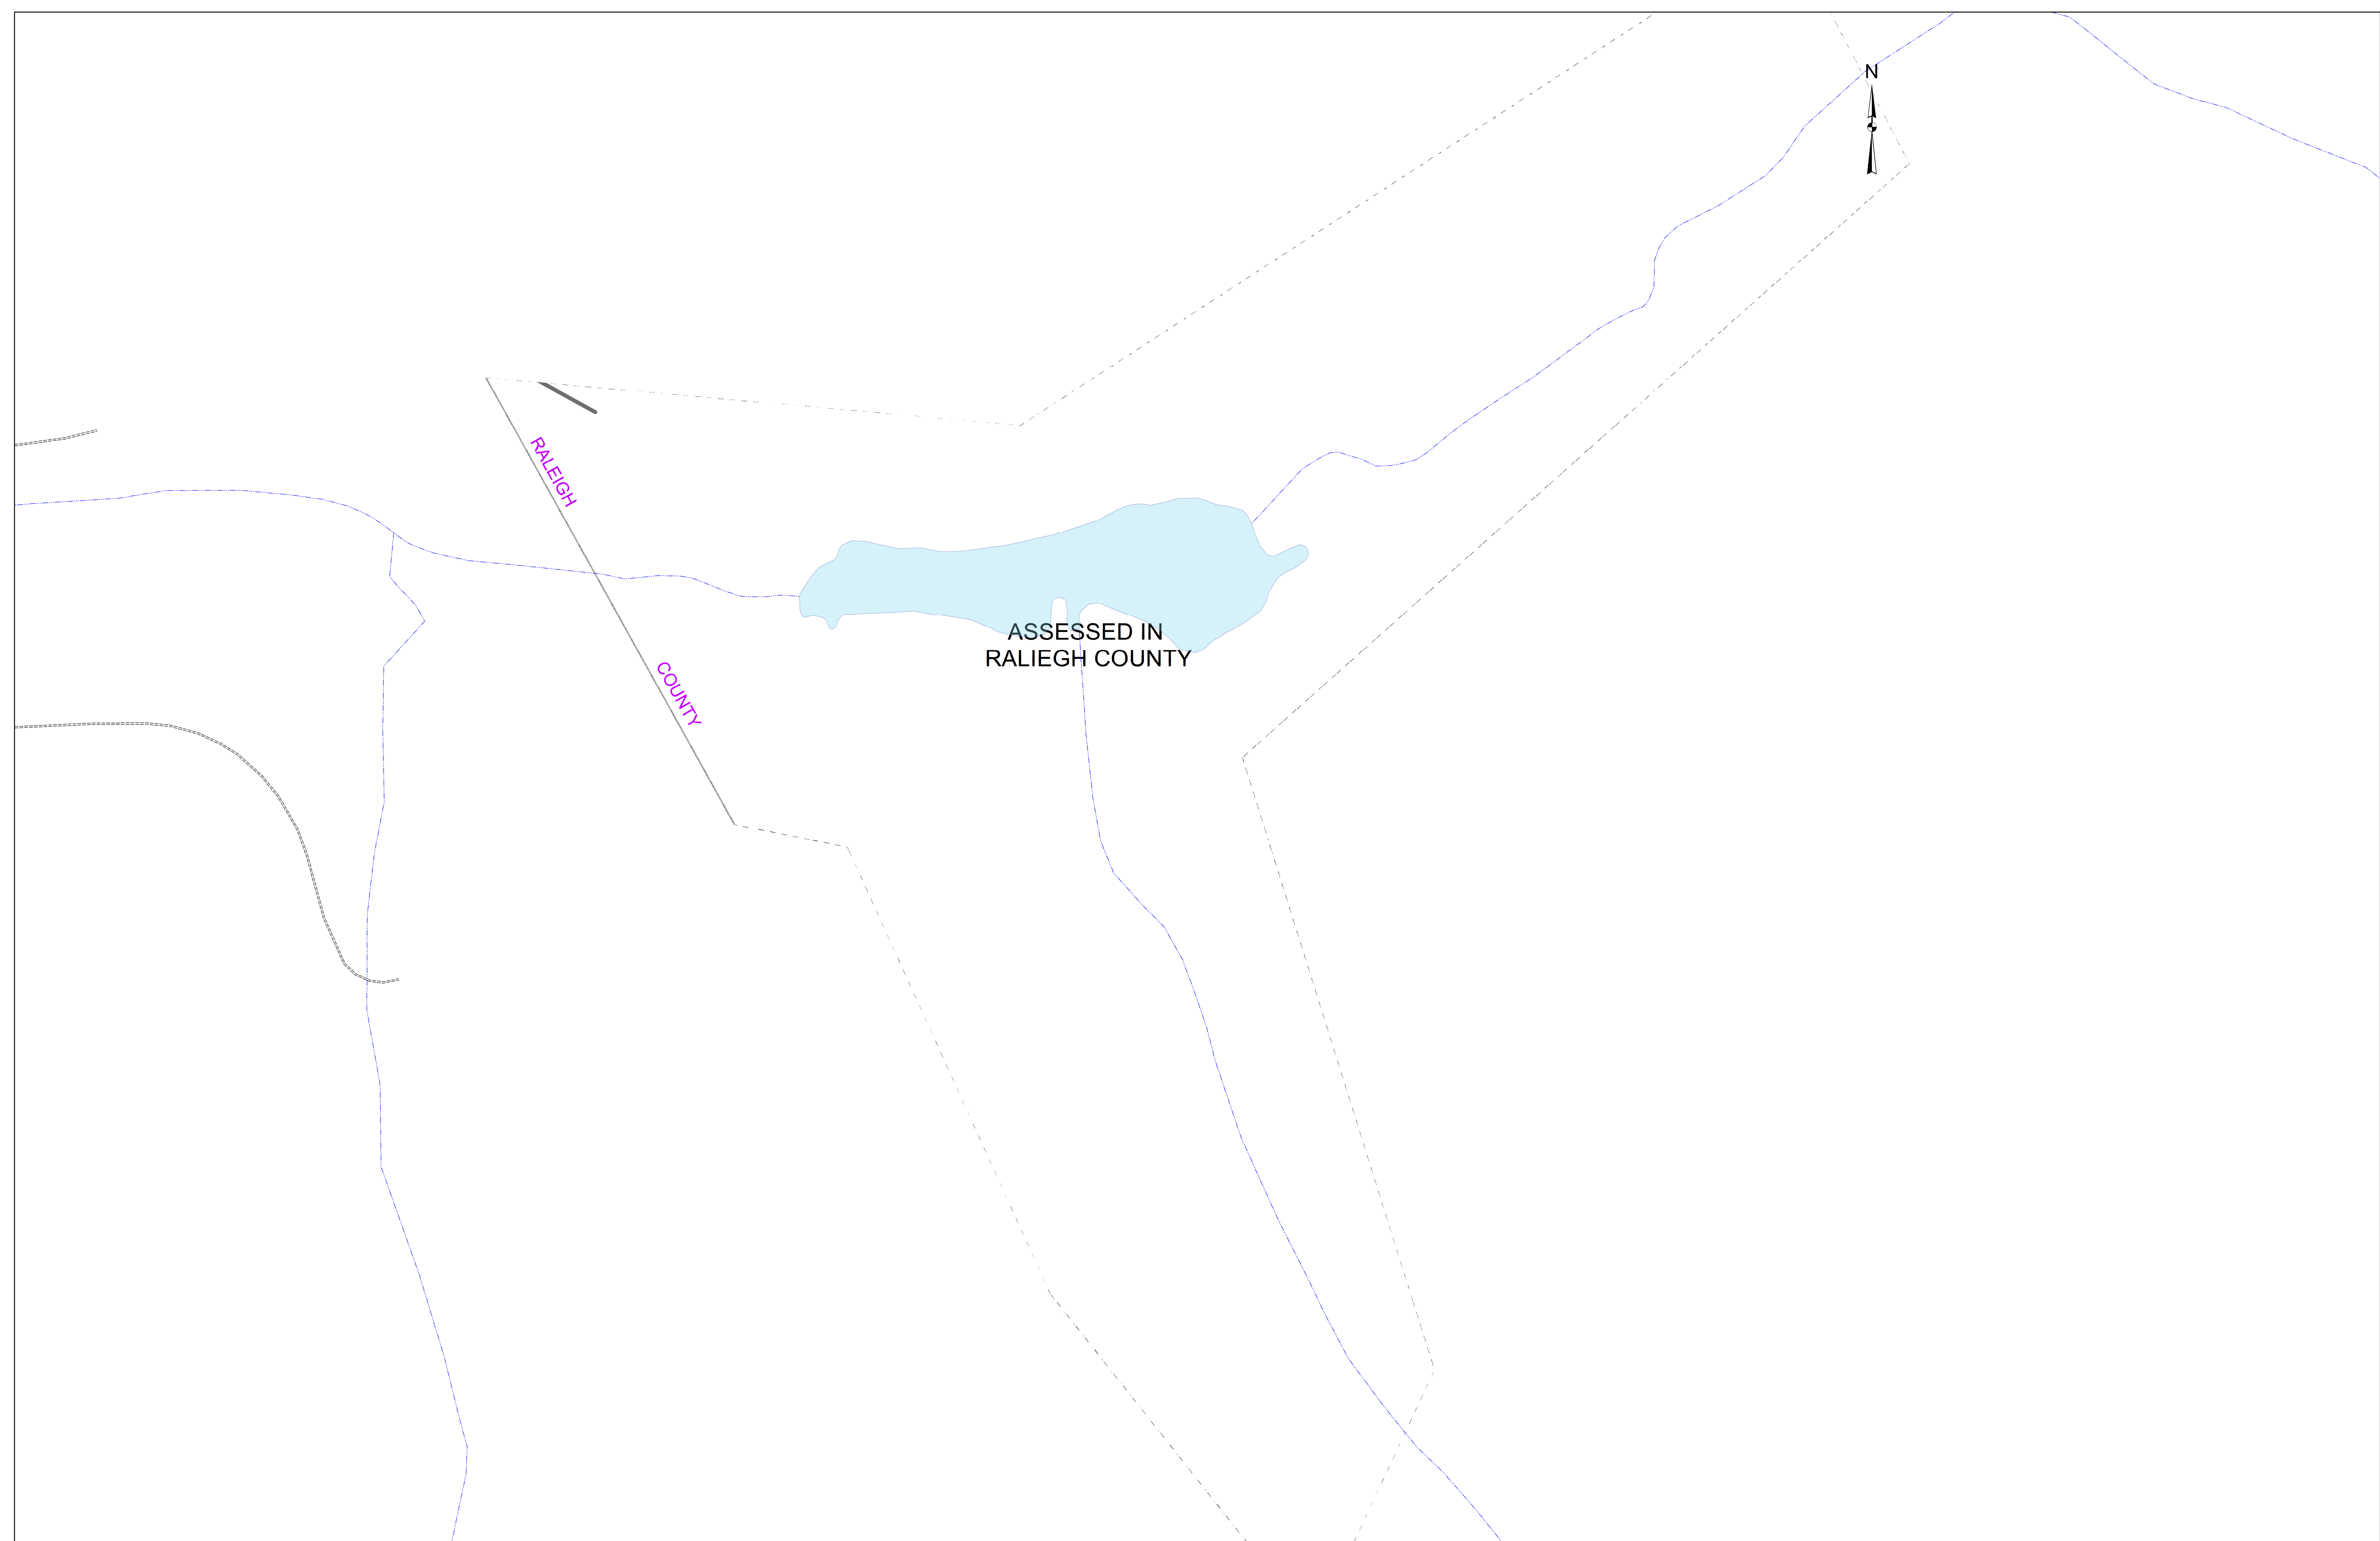 N
RALEIGH
ASSESSED IN
RALIEGH COUNTY
COUNTY